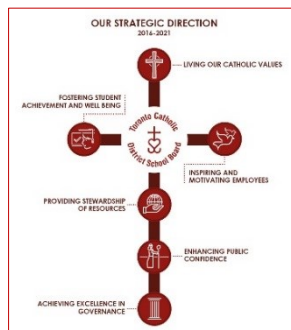 OUR STRATEGIC DIRECTION
2016-2021
LIVING OUR CATHOLIC VALUES
FOSTERING STUDENT
ACHIEVEMENT AND WELL BEING
Toronto Catholic
District School Board
INSPIRING AND
MOTIVATING EMPLOYEES
PROVIDING STEWARDSHIP
OF RESOURCES
ENHANCING PUBLIC
CONFIDENCE
ACHIEVING EXCELLENCE IN
GOVERNANCE